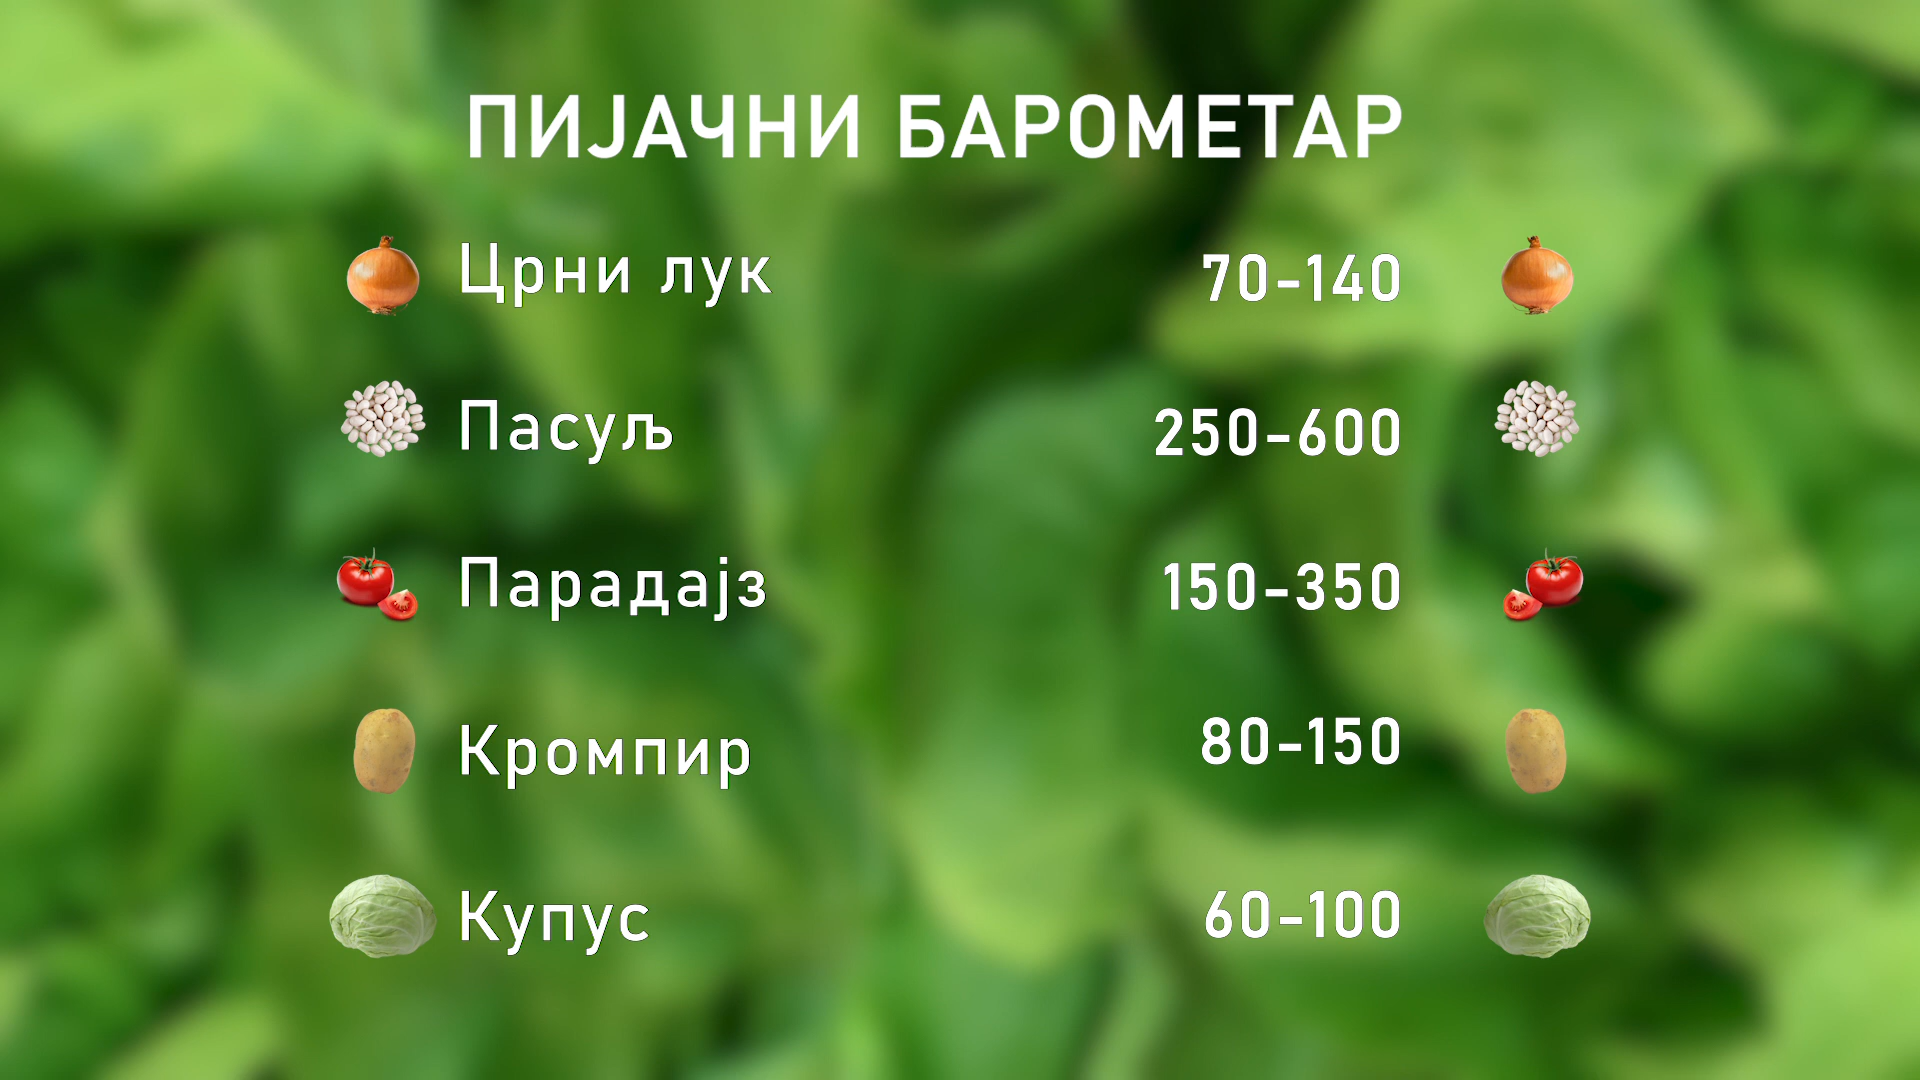 ПИЈАЧНИ БАРОМЕТАР
Црни лук 70-140
Пасуљ 250-600
Парадајз 150-350
Кромпир 80-150
Купус 60-100